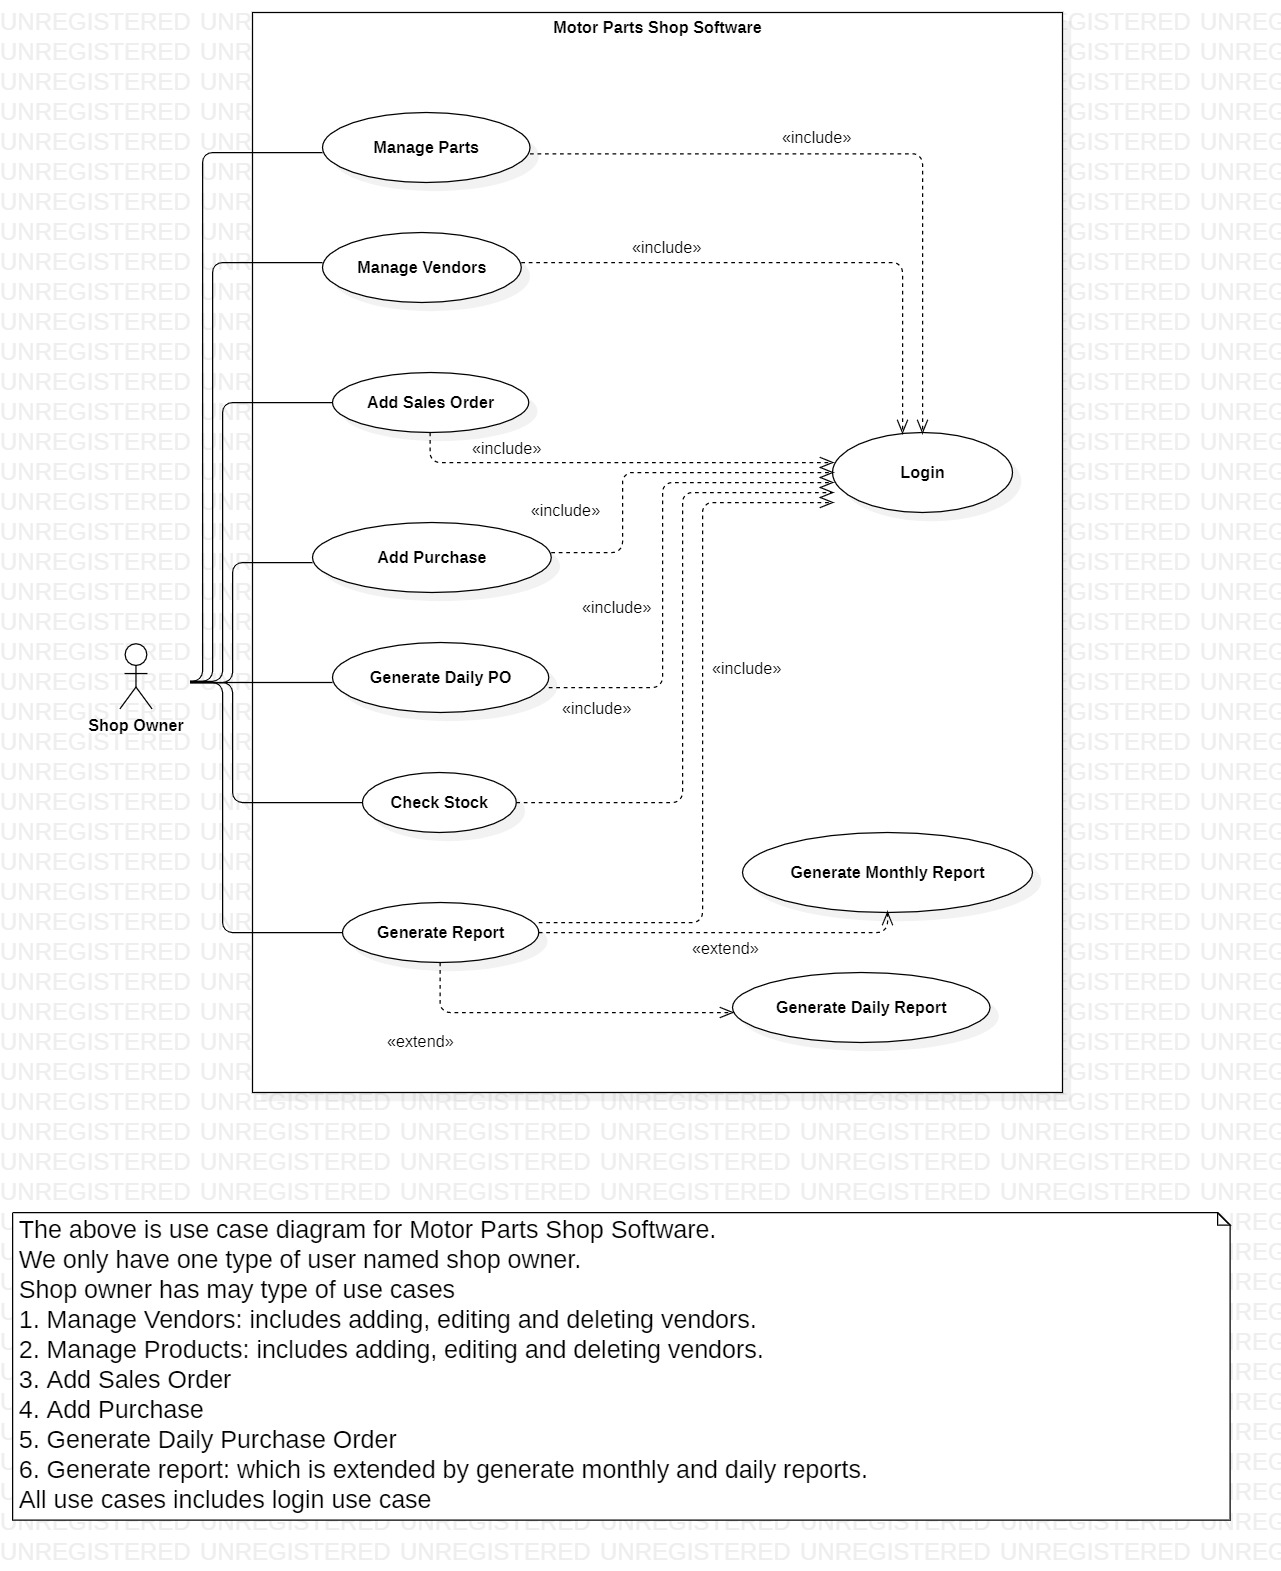 Motor Parts Shop Software
Manage Parts
«include»
Manage Vendors
«include»
Add Sales Order
«include»
Login
«include»
Add Purchase
«include»
«include»
Generate Daily PO
«include»
Shop Owner
Check Stock
Generate Monthly Report
Generate Report
«extend»
Generate Daily Report
«extend»
The above is use case diagram for Motor Parts Shop Software.
We only have one type of user named shop owner.
Shop owner has may type of use cases
1. Manage Vendors: includes adding, editing and deleting vendors.
2. Manage Products: includes adding, editing and deleting vendors.
3. Add Sales Order
4. Add Purchase
5. Generate Daily Purchase Order
6. Generate report: which is extended by generate monthly and daily reports.
All use cases includes login use case
UNREGISTERED